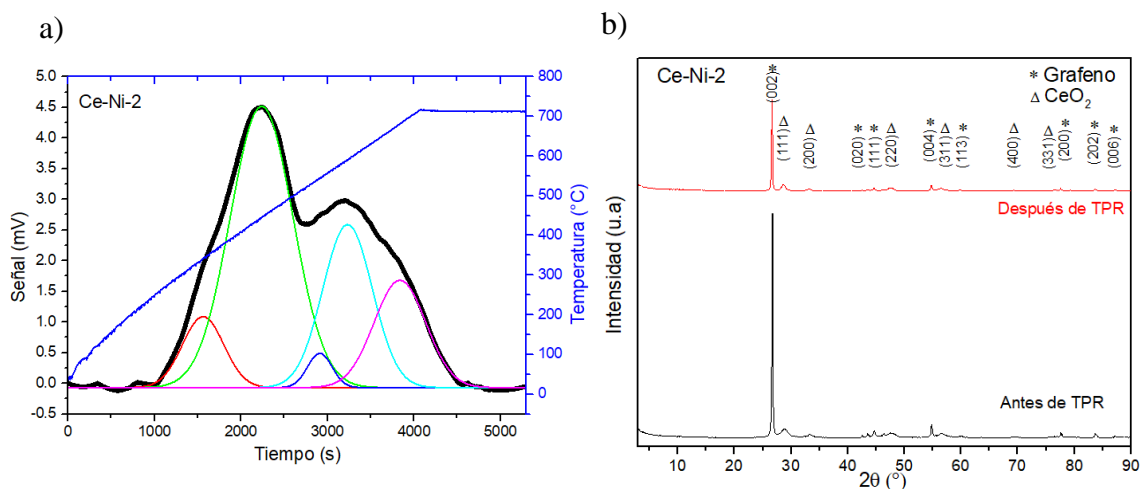 a)
Ce-Ni-2
Señal (mV)
5.0
4.5
4.0
3.5
3.0
2.5
2.0
1.5
1.0
0.5
0.0
-0.5
0
1000
2000
3000
4000
5000
Tiempo (s)
800
700
600
500
400
300
200
100
0
Temperatura (°C)
b)
Ce-Ni-2
* Grafeno
Δ CeO2
(002)*
(111)Δ
(200)Δ
(020)*
(111)*
(220)Δ
(004)*
(311)Δ
(113)*
(400)Δ
(331)Δ
(200)*
(202)*
(006)*
Después de TPR
Antes de TPR
Intensidad (u.a)
10
20
30
40
50
60
70
80
90
2θ (°)